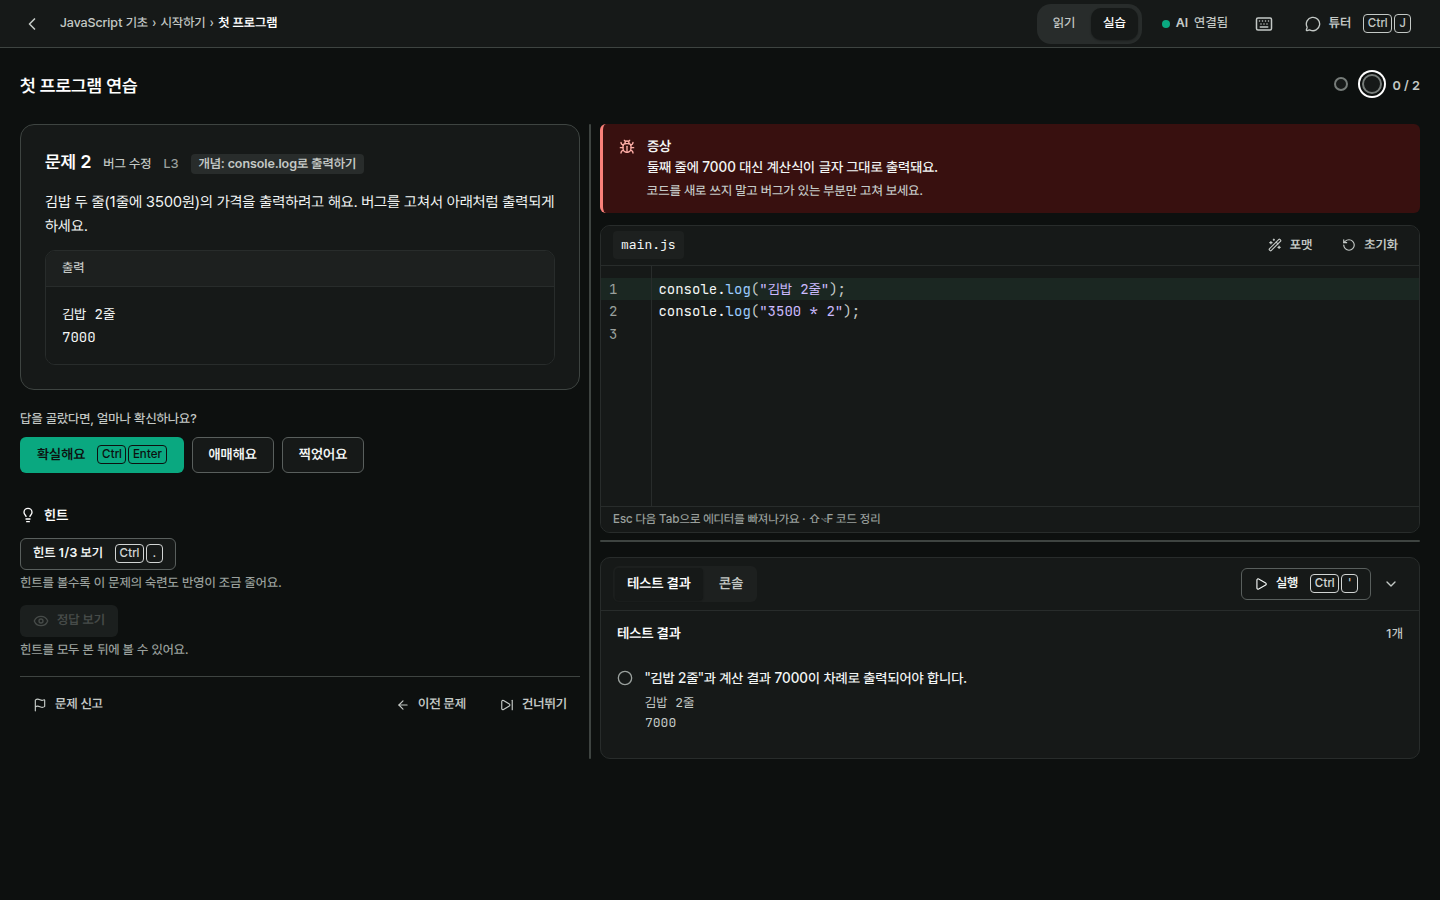 JavaScript 기초 › 시작하기 › 첫 프로그램
읽기 실습 AI 연결됨 튜터 Ctrl J
첫 프로그램 연습
0 / 2
문제 2 버그 수정 L3 개념: console.log로 출력하기
김밥 두 줄(1줄에 3500원)의 가격을 출력하려고 해요. 버그를 고쳐서 아래처럼 출력되게
하세요.
출력
김밥 2줄
7000
답을 골랐다면, 얼마나 확신하나요?
확실해요 Ctrl Enter 애매해요 찍었어요
힌트
힌트 1/3 보기 Ctrl .
힌트를 볼수록 이 문제의 숙련도 반영이 조금 줄어요.
정답 보기
힌트를 모두 본 뒤에 볼 수 있어요.
문제 신고 이전 문제 건너뛰기
증상
둘째 줄에 7000 대신 계산식이 글자 그대로 출력돼요.
코드를 새로 쓰지 말고 버그가 있는 부분만 고쳐 보세요.
main.js 포맷 초기화
1 console.log("김밥 2줄");
2 console.log("3500 * 2");
3
Esc 다음 Tab으로 에디터를 빠져나가요 · F 코드 정리
테스트 결과 콘솔 실행 Ctrl '
테스트 결과 1개
"김밥 2줄"과 계산 결과 7000이 차례로 출력되어야 합니다.
김밥 2줄
7000